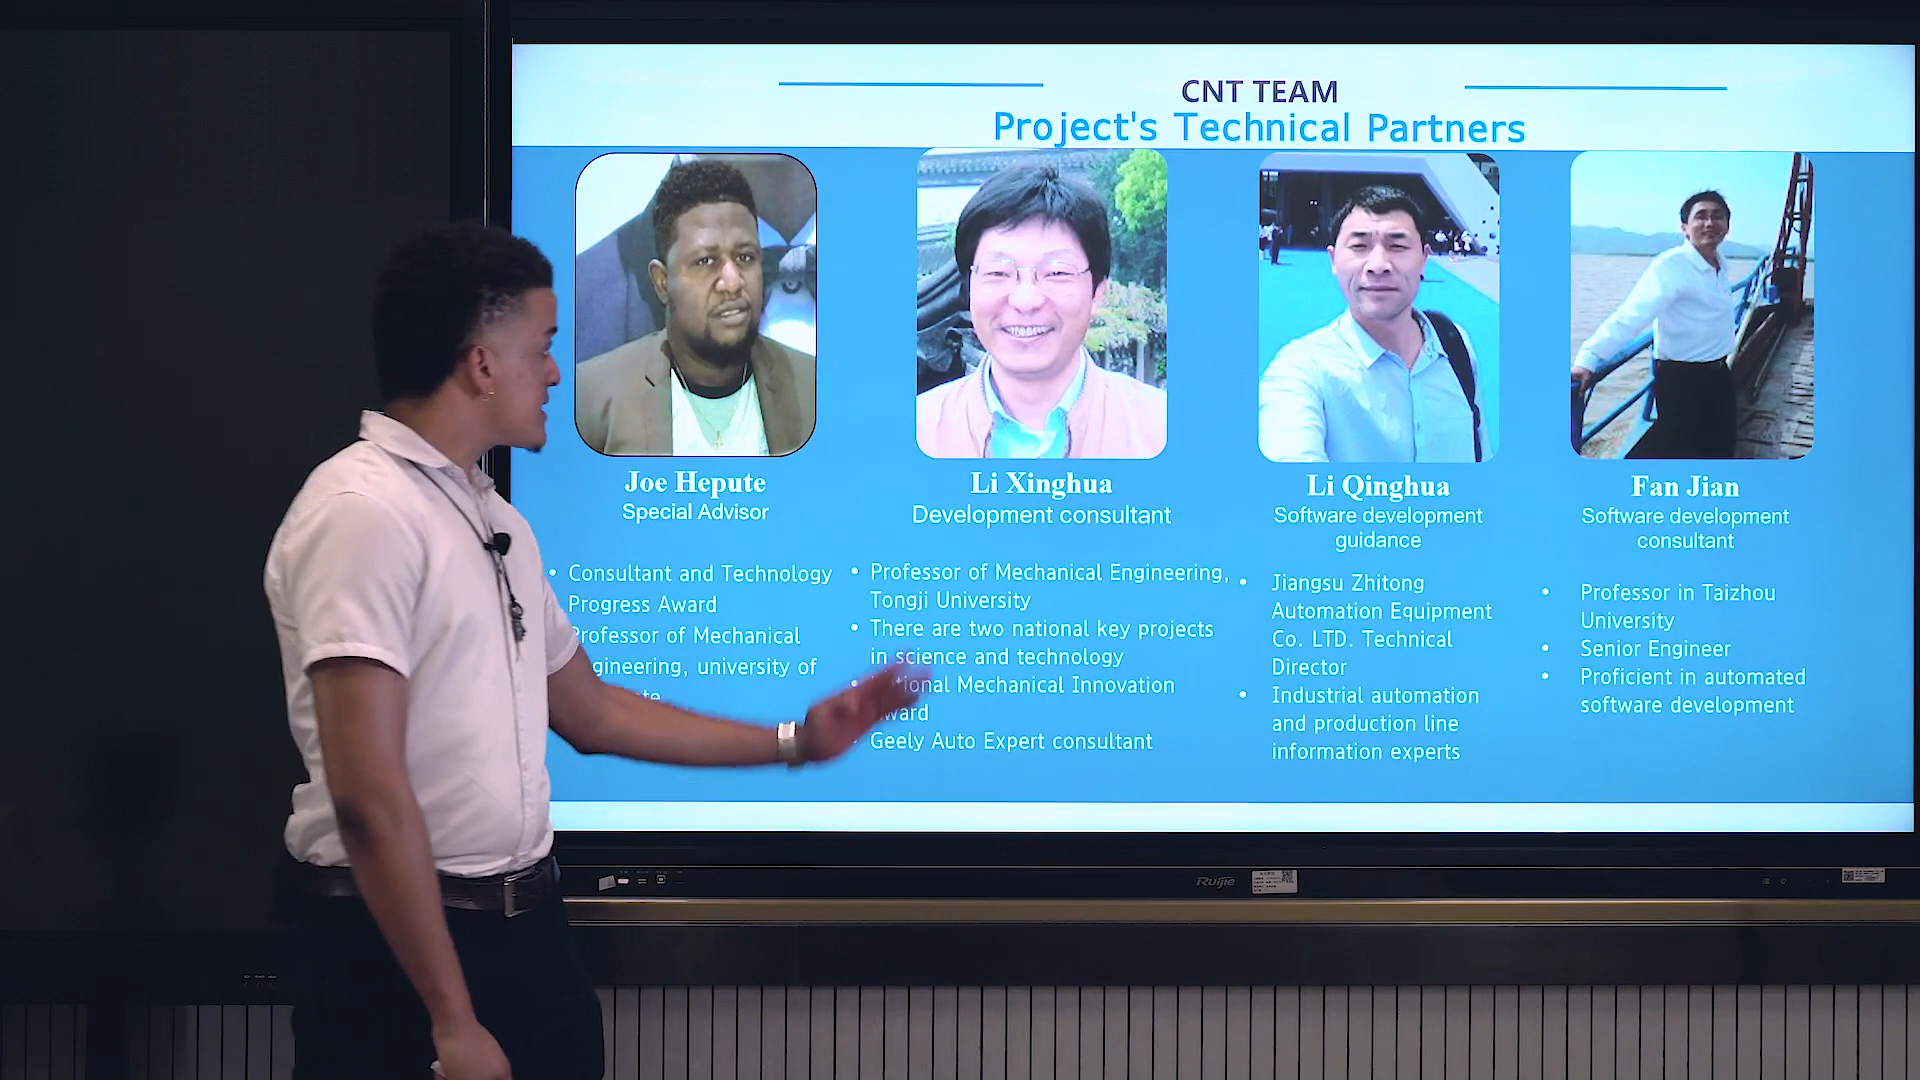 CNT TEAM
Project's Technical Partners
Joe Hepute
Special Advisor
• Consultant and Technology
Progress Award
Professor of Mechanical
gineering, university of
te
Li Xinghua
Development consultant
• Professor of Mechanical Engineering,
Tongji University
• There are two national key projects
in science and technology
• tional Mechanical Innovation
ward
• Geely Auto Expert consultant
Li Qinghua
Software development
guidance
• Jiangsu Zhitong
Automation Equipment
Co. LTD. Technical
Director
• Industrial automation
and production line
information experts
Fan Jian
Software development
consultant
• Professor in Taizhou
University
• Senior Engineer
• Proficient in automated
software development
Ruijie